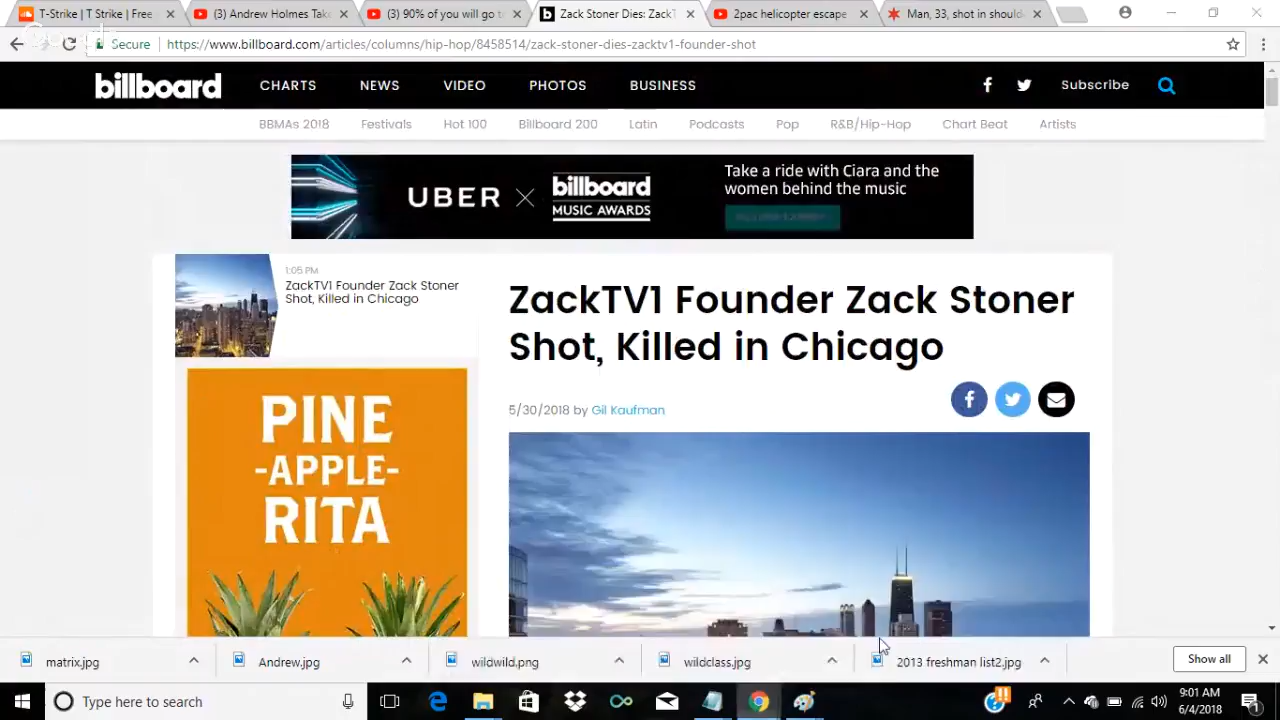 T-Strike | T Strike | Free
(3) Andrew Holmes Take
(3) 90% of you will go t
Zack Stoner Dies: ZackT
2pac helicopter escape
Man, 33, shot in should
Secure
https://www.billboard.com/articles/columns/hip-hop/8458514/zack-stoner-dies-zacktv1-founder-shot
billboard
CHARTS
NEWS
VIDEO
PHOTOS
BUSINESS
Subscribe
BBMAs 2018
Festivals
Hot 100
Billboard 200
Latin
Podcasts
Pop
R&B/Hip-Hop
Chart Beat
Artists
UBER
billboard
MUSIC AWARDS
Take a ride with Ciara and the
women behind the music
1:05 PM
ZackTV1 Founder Zack Stoner
Shot, Killed in Chicago
ZackTV1 Founder Zack Stoner
Shot, Killed in Chicago
5/30/2018 by Gil Kaufman
PINE
-APPLE-
RITA
matrix.jpg
Andrew.jpg
wildwild.png
wildclass.jpg
2013 freshman list2.jpg
Show all
Type here to search
9:01 AM
6/4/2018